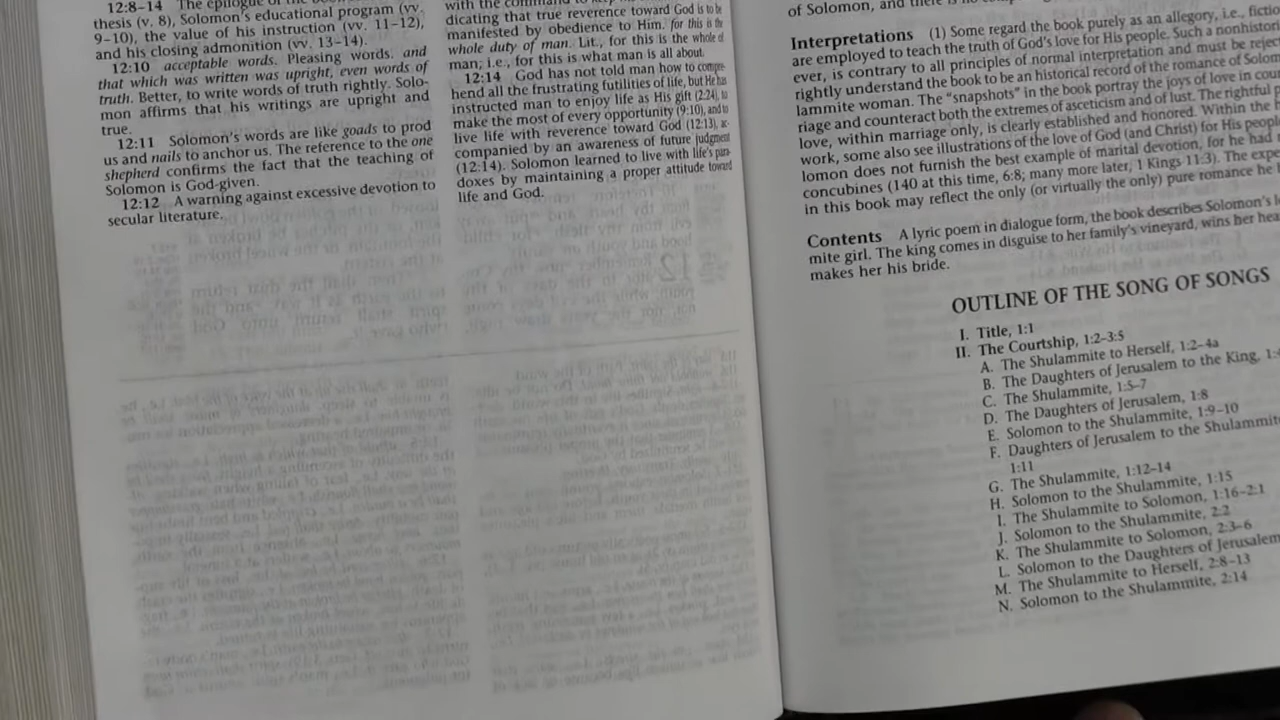 12:8–14 The epilogue of the
thesis (v. 8), Solomon's educational program (vv.
9–10), the value of his instruction (vv. 11–12),
and his closing admonition (vv. 13–14).
12:10 acceptable words. Pleasing words. and
that which was written was upright, even words of
truth. Better, to write words of truth rightly. Solo-
mon affirms that his writings are upright and
true.
12:11 Solomon's words are like goads to prod
us and nails to anchor us. The reference to the one
shepherd confirms the fact that the teaching of
Solomon is God-given.
12:12 A warning against excessive devotion to
secular literature.
with the command to
dicating that true reverence toward God is to be
manifested by obedience to Him. for this is the
whole duty of man. Lit., for this is the whole of
man; i.e., for this is what man is all about.
12:14 God has not told man how to compre-
hend all the frustrating futilities of life, but He has
instructed man to enjoy life as His gift (2:24), to
make the most of every opportunity (9:10), and to
live life with reverence toward God (12:13), ac-
companied by an awareness of future judgment
(12:14). Solomon learned to live with life's para-
doxes by maintaining a proper attitude toward
life and God.
of Solomon, and there is no
Interpretations (1) Some regard the book purely as an allegory, i.e., fictio
are employed to teach the truth of God's love for His people. Such a nonhistor
ever, is contrary to all principles of normal interpretation and must be rejec
rightly understand the book to be an historical record of the romance of Solom
lammite woman. The "snapshots" in the book portray the joys of love in cour
riage and counteract both the extremes of asceticism and of lust. The rightful p
love, within marriage only, is clearly established and honored. Within the
work, some also see illustrations of the love of God (and Christ) for His peopl
lomon does not furnish the best example of marital devotion, for he had
concubines (140 at this time, 6:8; many more later, 1 Kings 11:3). The expe
in this book may reflect the only (or virtually the only) pure romance he
Contents A lyric poem in dialogue form, the book describes Solomon's lo
mite girl. The king comes in disguise to her family's vineyard, wins her hea
makes her his bride.
OUTLINE OF THE SONG OF SONGS
I. Title, 1:1
II. The Courtship, 1:2–3:5
A. The Shulammite to Herself, 1:2–4a
B. The Daughters of Jerusalem to the King, 1:4
C. The Shulammite, 1:5–7
D. The Daughters of Jerusalem, 1:8
E. Solomon to the Shulammite, 1:9–10
F. Daughters of Jerusalem to the Shulammite
1:11
G. The Shulammite, 1:12–14
H. Solomon to the Shulammite, 1:15
I. The Shulammite to Solomon, 1:16–2:1
J. Solomon to the Shulammite, 2:2
K. The Shulammite to Solomon, 2:3–6
L. Solomon to the Daughters of Jerusalem
M. The Shulammite to Herself, 2:8–13
N. Solomon to the Shulammite, 2:14